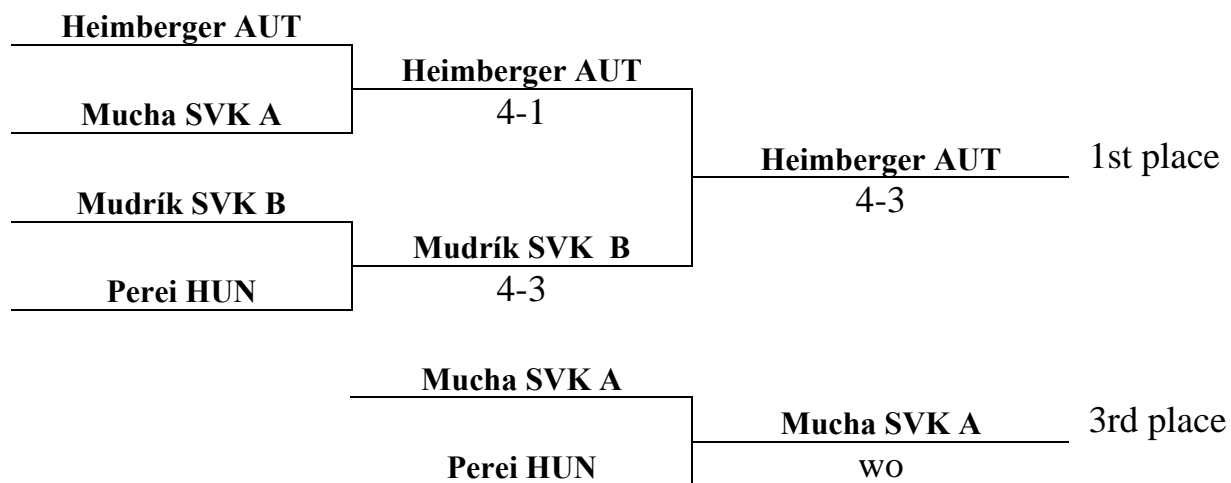 Heimberger AUT
Heimberger AUT
Mucha SVK A
4-1
Heimberger AUT
1st place
Mudrík SVK B
4-3
Mudrík SVK  B
Perei HUN
4-3
Mucha SVK A
Mucha SVK A
3rd place
Perei HUN
wo